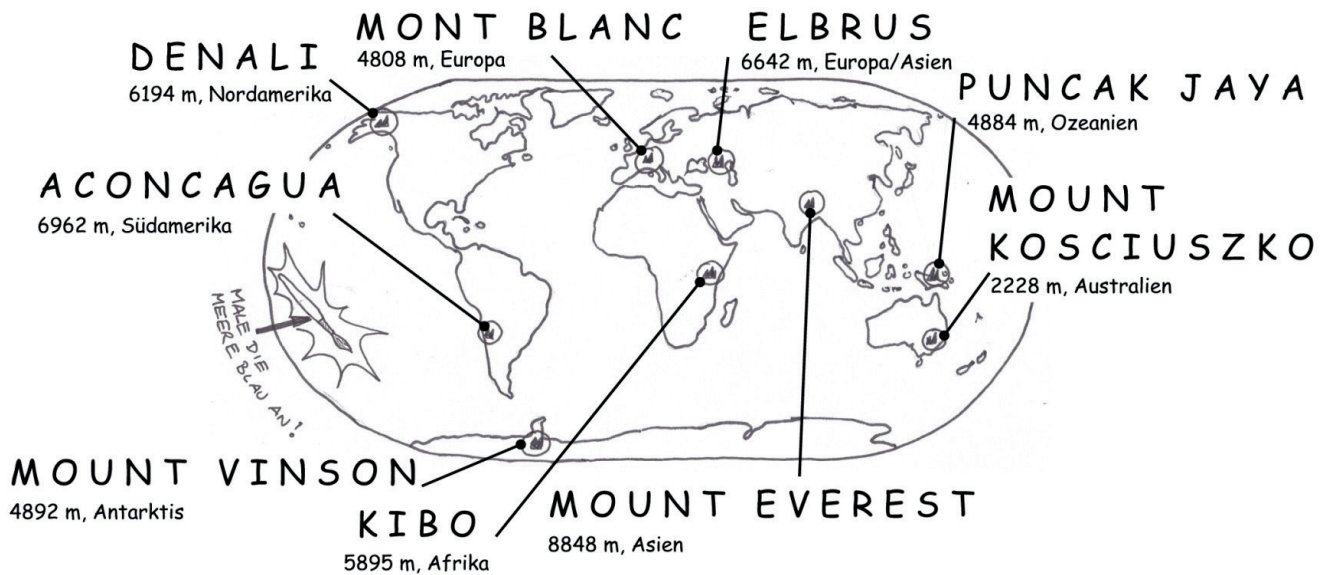 MONT BLANC
4808 m, Europa
ELBRUS
6642 m, Europa/Asien
DENALI
6194 m, Nordamerika
PUNCAK JAYA
4884 m, Ozeanien
ACONCAGUA
6962 m, Südamerika
MOUNT
KOSCIUSZKO
2228 m, Australien
MALE DIE
MEERE BLAU AN!
MOUNT VINSON
4892 m, Antarktis
KIBO
5895 m, Afrika
MOUNT EVEREST
8848 m, Asien